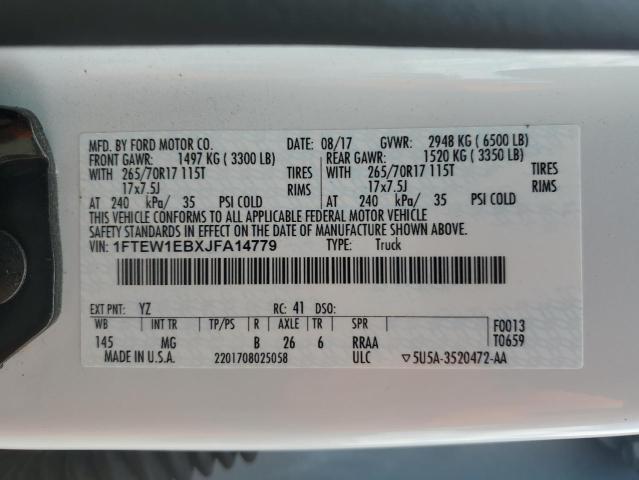 MFD. BY FORD MOTOR CO. DATE: 08/17 GVWR: 2948 KG ( 6500 LB)
FRONT GAWR: 1497 KG ( 3300 LB) REAR GAWR: 1520 KG ( 3350 LB)
WITH 265/70R17 115T TIRES WITH 265/70R17 115T TIRES
17x7.5J RIMS 17x7.5J RIMS
AT 240 kPa/ 35 PSI COLD AT 240 kPa/ 35 PSI COLD
THIS VEHICLE CONFORMS TO ALL APPLICABLE FEDERAL MOTOR VEHICLE
SAFETY STANDARDS IN EFFECT ON THE DATE OF MANUFACTURE SHOWN ABOVE.
VIN: 1FTEW1EBXJFA14779 TYPE: Truck
EXT PNT: YZ RC: 41 DSO:
WB INT TR TP/PS R AXLE TR SPR F0013
145 MG B 26 6 RRAA T0659
MADE IN U.S.A. 2201708025058 ULC ▽5U5A-3520472-AA